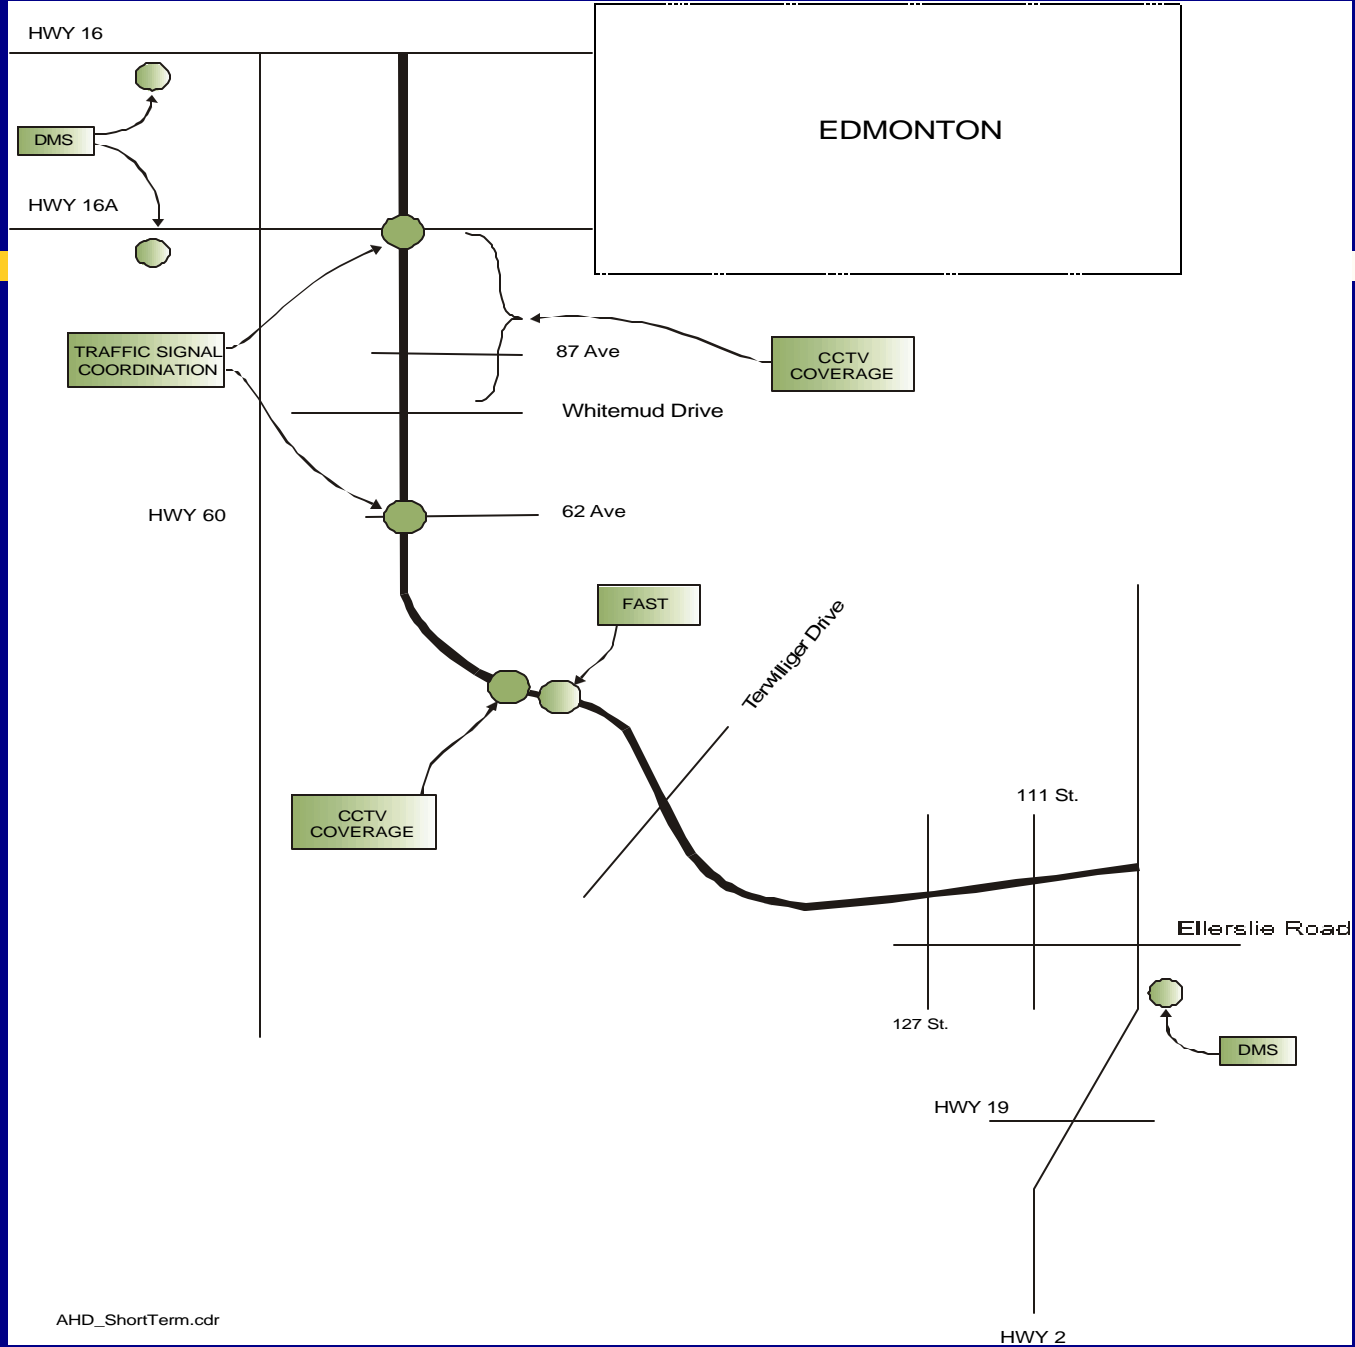 HWY 16
EDMONTON
DMS
HWY 16A
TRAFFIC SIGNAL
COORDINATION
87 Ave
CCTV
COVERAGE
Whitemud Drive
HWY 60
62 Ave
FAST
Terwilliger Drive
CCTV
COVERAGE
111 St.
Ellerslie Road
127 St.
DMS
HWY 19
AHD_ShortTerm.cdr
HWY 2